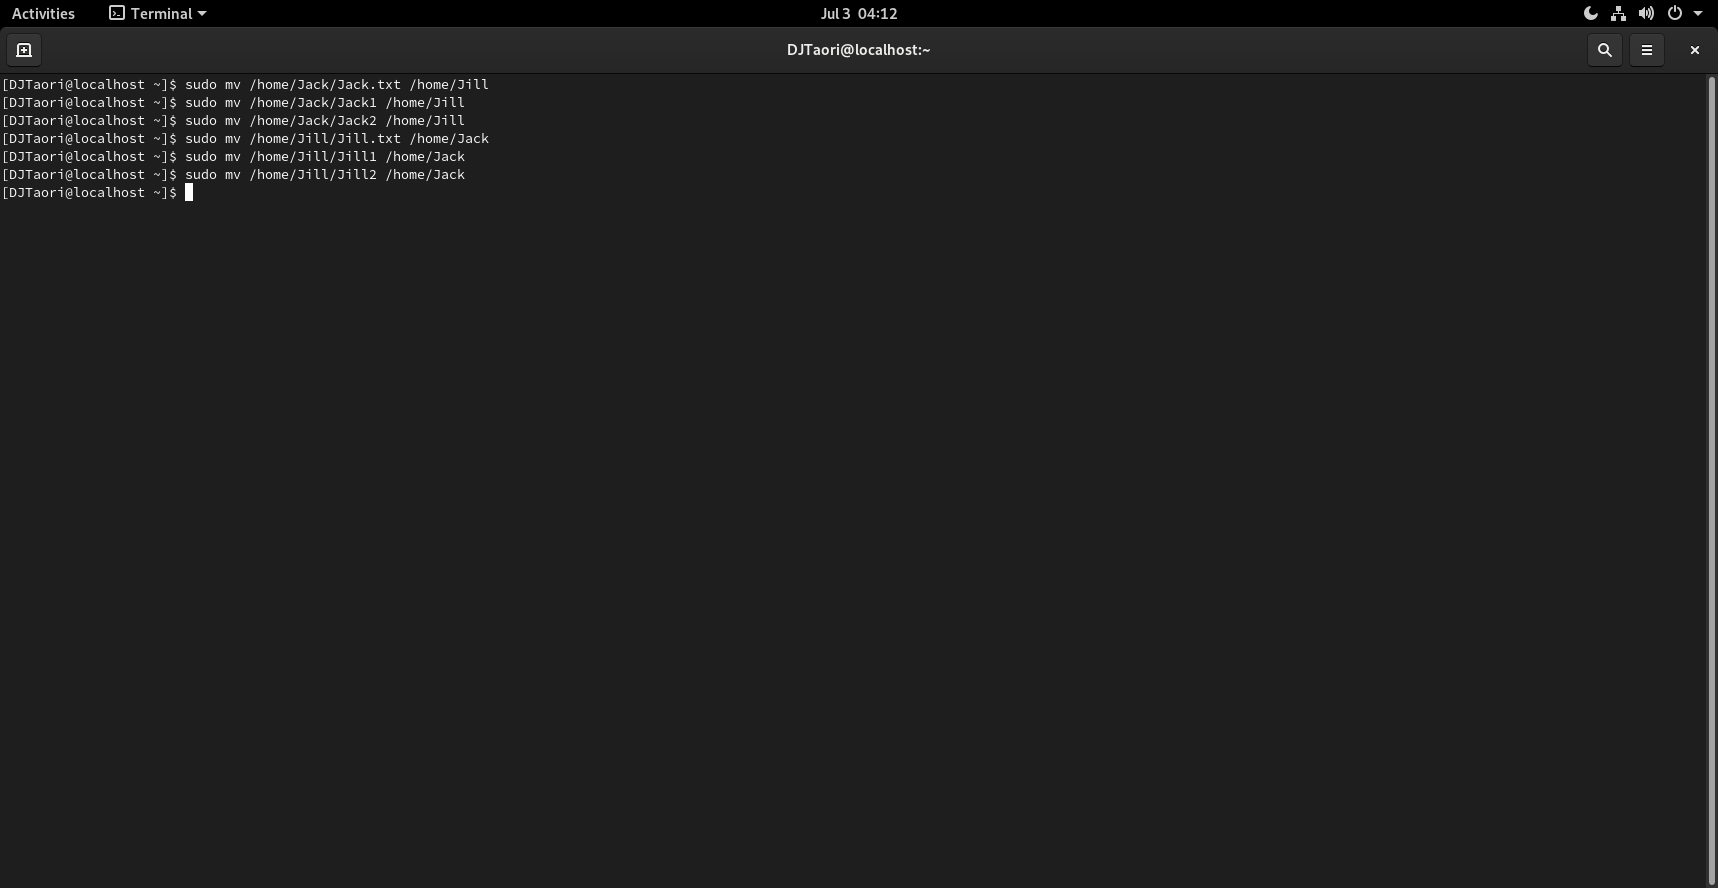 Activities Terminal Jul 3 04:12
DJTaori@localhost:~
[DJTaori@localhost ~]$ sudo mv /home/Jack/Jack.txt /home/Jill
[DJTaori@localhost ~]$ sudo mv /home/Jack/Jack1 /home/Jill
[DJTaori@localhost ~]$ sudo mv /home/Jack/Jack2 /home/Jill
[DJTaori@localhost ~]$ sudo mv /home/Jill/Jill.txt /home/Jack
[DJTaori@localhost ~]$ sudo mv /home/Jill/Jill1 /home/Jack
[DJTaori@localhost ~]$ sudo mv /home/Jill/Jill2 /home/Jack
[DJTaori@localhost ~]$